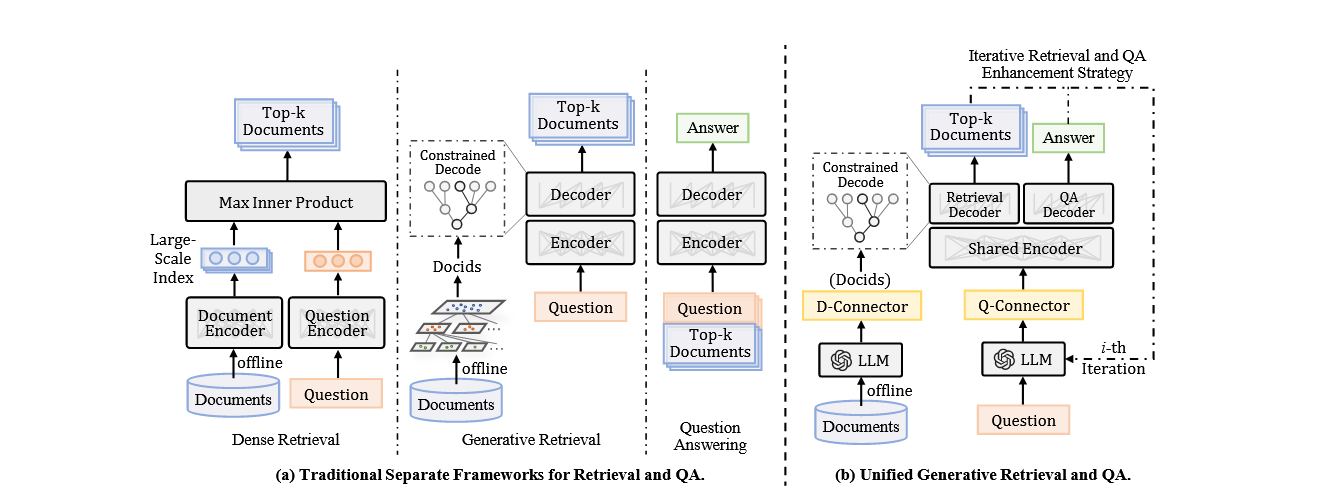 Top-k
Documents
Max Inner Product
Large-
Scale
Index
Document
Encoder
Question
Encoder
offline
Documents
Question
Dense Retrieval
Constrained
Decode
Top-k
Documents
Decoder
Encoder
Docids
Question
offline
Documents
Generative Retrieval
Answer
Decoder
Encoder
Question
Top-k
Documents
Question
Answering
(a) Traditional Separate Frameworks for Retrieval and QA.
Iterative Retrieval and QA
Enhancement Strategy
Top-k
Documents
Answer
Constrained
Decode
Retrieval
Decoder
QA
Decoder
Shared Encoder
(Docids)
D-Connector
Q-Connector
LLM
LLM
i-th
Iteration
offline
Documents
Question
(b) Unified Generative Retrieval and QA.